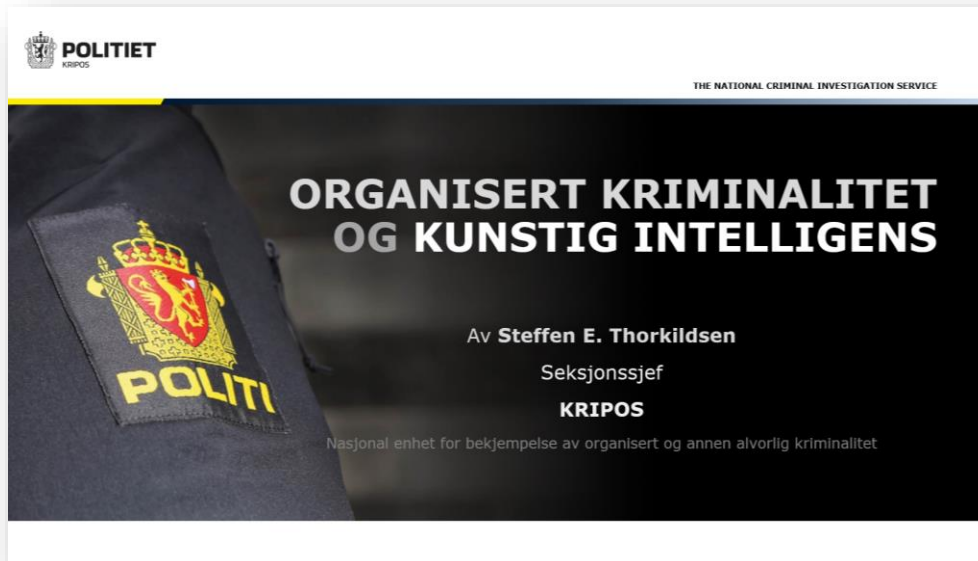 POLITIET
KRIPOS
THE NATIONAL CRIMINAL INVESTIGATION SERVICE
ORGANISERT KRIMINALITET
OG KUNSTIG INTELLIGENS
Av Steffen E. Thorkildsen
Seksjonssjef
KRIPOS
Nasjonal enhet for bekjempelse av organisert og annen alvorlig kriminalitet
POLITI